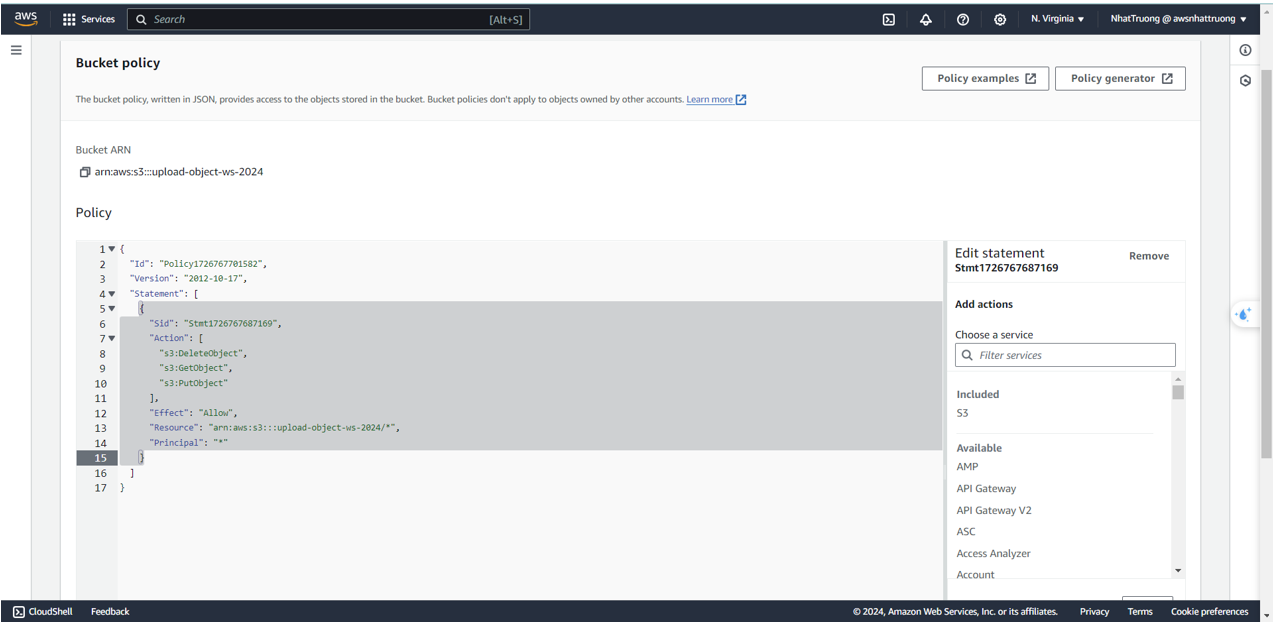 aws Services Search [Alt+S] N. Virginia NhatTruong @ awsnhattruong
Bucket policy
Policy examples Policy generator
The bucket policy, written in JSON, provides access to the objects stored in the bucket. Bucket policies don't apply to objects owned by other accounts. Learn more
Bucket ARN
arn:aws:s3:::upload-object-ws-2024
Policy
1 {
2 "Id": "Policy1726767701582",
3 "Version": "2012-10-17",
4 "Statement": [
5 {
6 "Sid": "Stmt1726767687169",
7 "Action": [
8 "s3:DeleteObject",
9 "s3:GetObject",
10 "s3:PutObject"
11 ],
12 "Effect": "Allow",
13 "Resource": "arn:aws:s3:::upload-object-ws-2024/*",
14 "Principal": "*"
15 }
16 ]
17 }
Edit statement Remove
Stmt1726767687169
Add actions
Choose a service
Filter services
Included
S3
Available
AMP
API Gateway
API Gateway V2
ASC
Access Analyzer
Account
CloudShell Feedback © 2024, Amazon Web Services, Inc. or its affiliates. Privacy Terms Cookie preferences